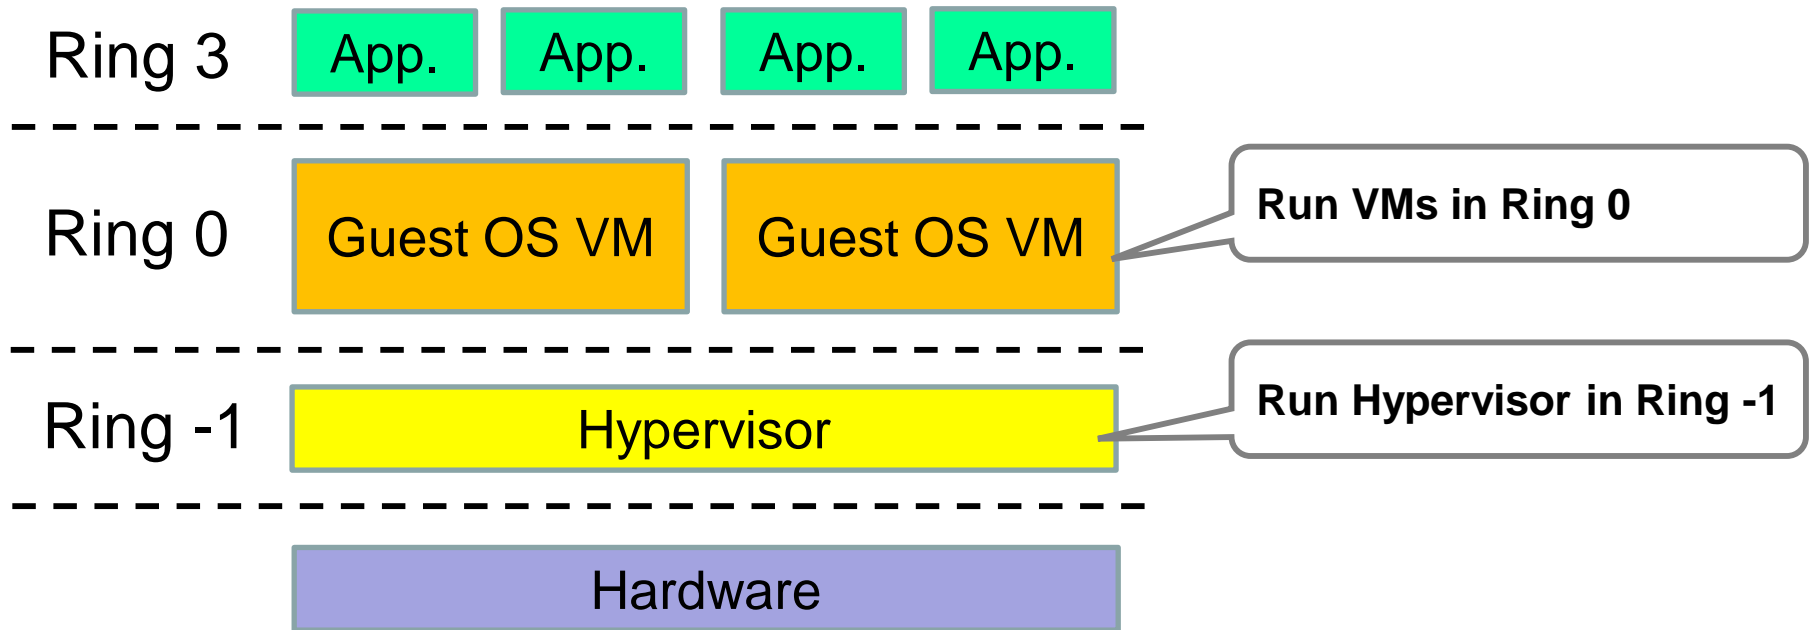 Ring 3
App.
App.
App.
App.
Ring 0
Guest OS VM
Guest OS VM
Run VMs in Ring 0
Ring -1
Hypervisor
Run Hypervisor in Ring -1
Hardware